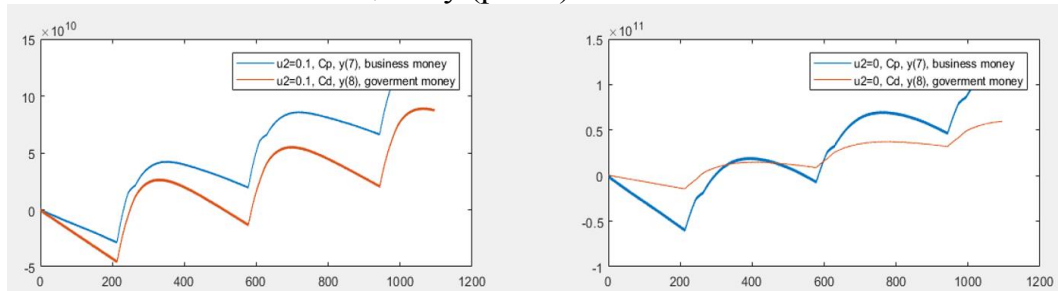 ×10^10
15
10
5
0
-5
0 200 400 600 800 1000 1200
u2=0.1, Cp, y(7), business money
u2=0.1, Cd, y(8), goverment money
×10^11
1.5
1
0.5
0
-0.5
-1
0 200 400 600 800 1000 1200
u2=0, Cp, y(7), business money
u2=0, Cd, y(8), goverment money